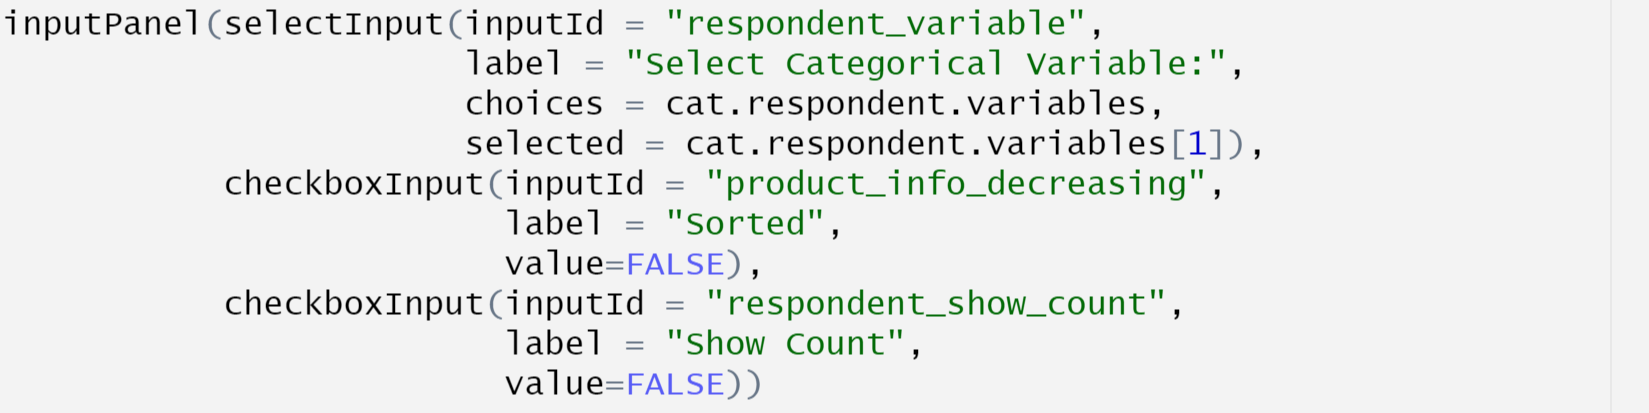 inputPanel(selectInput(inputId = "respondent_variable",
label = "Select Categorical Variable:",
choices = cat.respondent.variables,
selected = cat.respondent.variables[1]),
checkboxInput(inputId = "product_info_decreasing",
label = "Sorted",
value=FALSE),
checkboxInput(inputId = "respondent_show_count",
label = "Show Count",
value=FALSE))